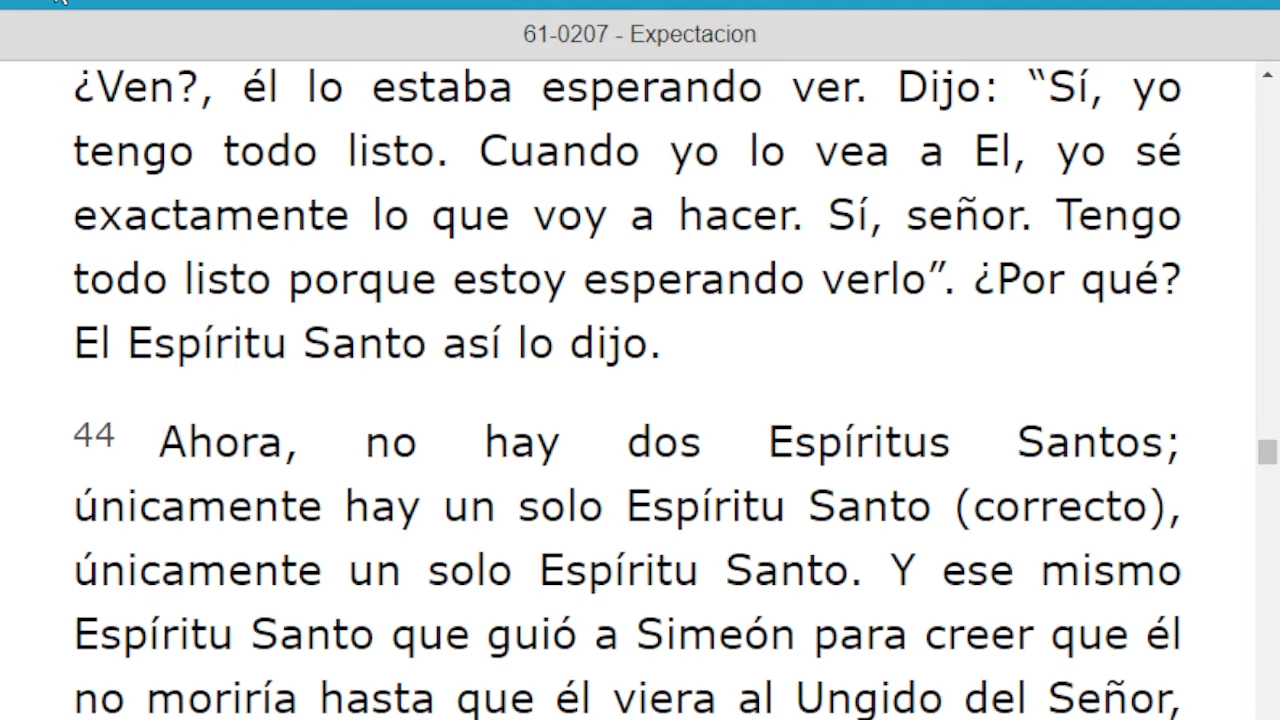 61-0207 - Expectacion
¿Ven?, él lo estaba esperando ver. Dijo: “Sí, yo
tengo todo listo. Cuando yo lo vea a El, yo sé
exactamente lo que voy a hacer. Sí, señor. Tengo
todo listo porque estoy esperando verlo”. ¿Por qué?
El Espíritu Santo así lo dijo.
44 Ahora, no hay dos Espíritus Santos;
únicamente hay un solo Espíritu Santo (correcto),
únicamente un solo Espíritu Santo. Y ese mismo
Espíritu Santo que guió a Simeón para creer que él
no moriría hasta que él viera al Ungido del Señor,